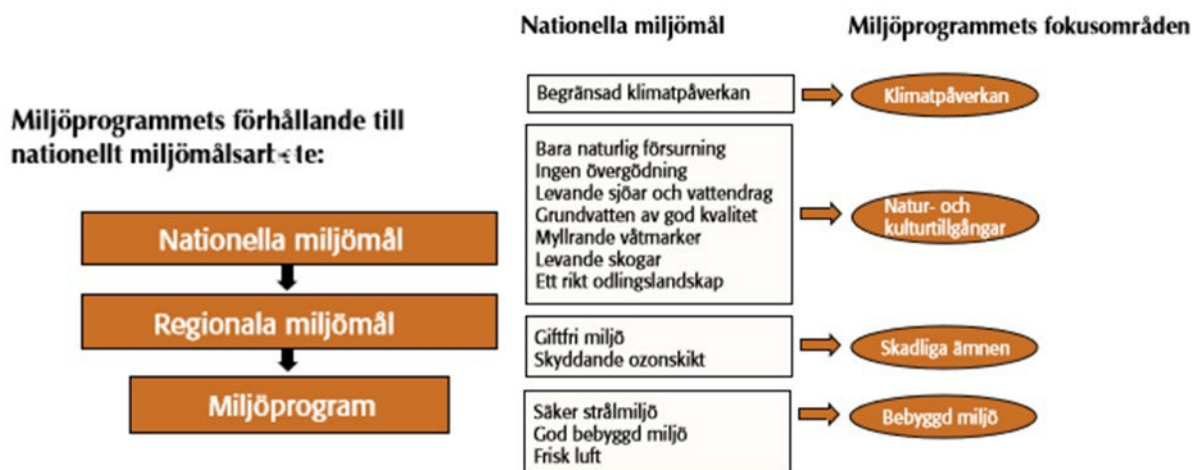 Miljöprogrammets förhållande till
nationellt
Nationella miljömål
Regionala miljömål
Miljöprogram
Nationella miljömål
Miljöprogrammets fokusområden
Begränsad klimatpåverkan
Klimatpåverkan
Bara naturlig försurning
Ingen övergödning
Levande sjöar och vattendrag
Grundvatten av god kvalitet
Myllrande våtmarker
Levande skogar
Ett rikt odlingslandskap
Natur- och
kulturtillgångar
Giftfri miljö
Skyddande ozonskikt
Skadliga ämnen
Säker strålmiljö
God bebyggd miljö
Frisk luft
Bebyggd miljö